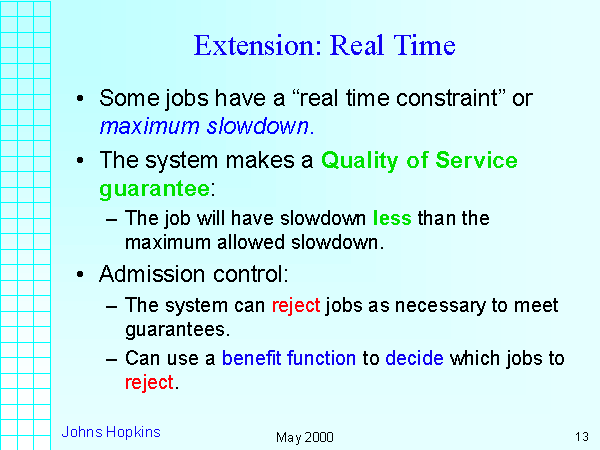 Extension: Real Time
• Some jobs have a “real time constraint” or
maximum slowdown.
• The system makes a Quality of Service
guarantee:
– The job will have slowdown less than the
maximum allowed slowdown.
• Admission control:
– The system can reject jobs as necessary to meet
guarantees.
– Can use a benefit function to decide which jobs to
reject.
Johns Hopkins
May 2000
13